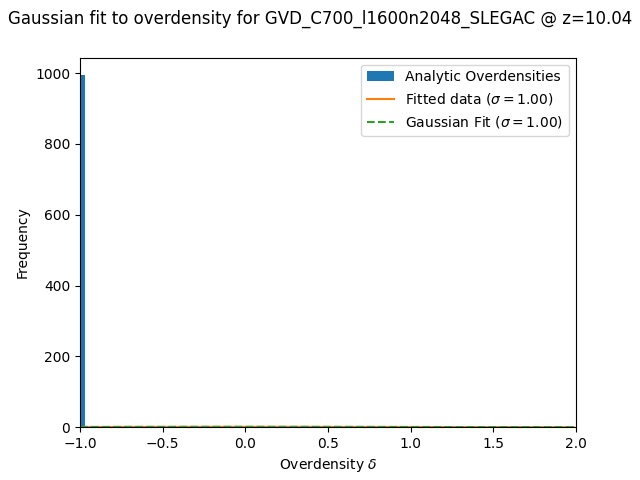 Gaussian fit to overdensity for GVD_C700_l1600n2048_SLEGAC @ z=10.04
Analytic Overdensities
Fitted data (σ = 1.00)
Gaussian Fit (σ = 1.00)
Frequency
1000
800
600
400
200
0
−1.0 −0.5 0.0 0.5 1.0 1.5 2.0
Overdensity δ